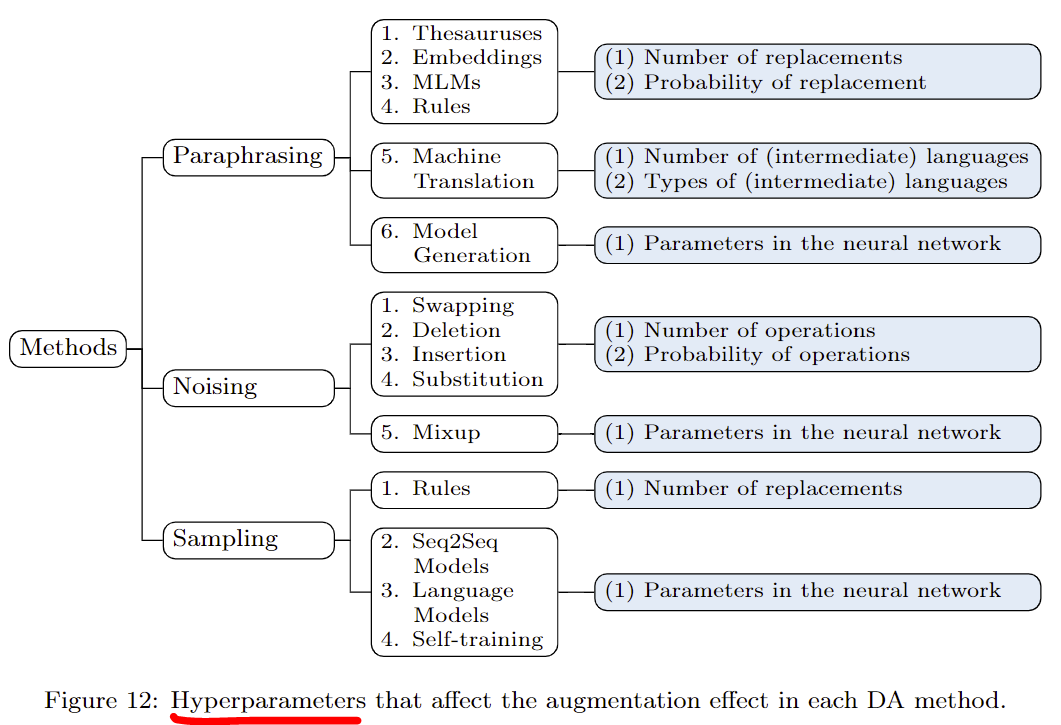 1. Thesauruses
2. Embeddings
3. MLMs
4. Rules
(1) Number of replacements
(2) Probability of replacement
Paraphrasing
5. Machine
Translation
(1) Number of (intermediate) languages
(2) Types of (intermediate) languages
6. Model
Generation
(1) Parameters in the neural network
Methods
Noising
1. Swapping
2. Deletion
3. Insertion
4. Substitution
(1) Number of operations
(2) Probability of operations
5. Mixup
(1) Parameters in the neural network
Sampling
1. Rules
(1) Number of replacements
2. Seq2Seq
Models
3. Language
Models
4. Self-training
(1) Parameters in the neural network
Figure 12: Hyperparameters that affect the augmentation effect in each DA method.